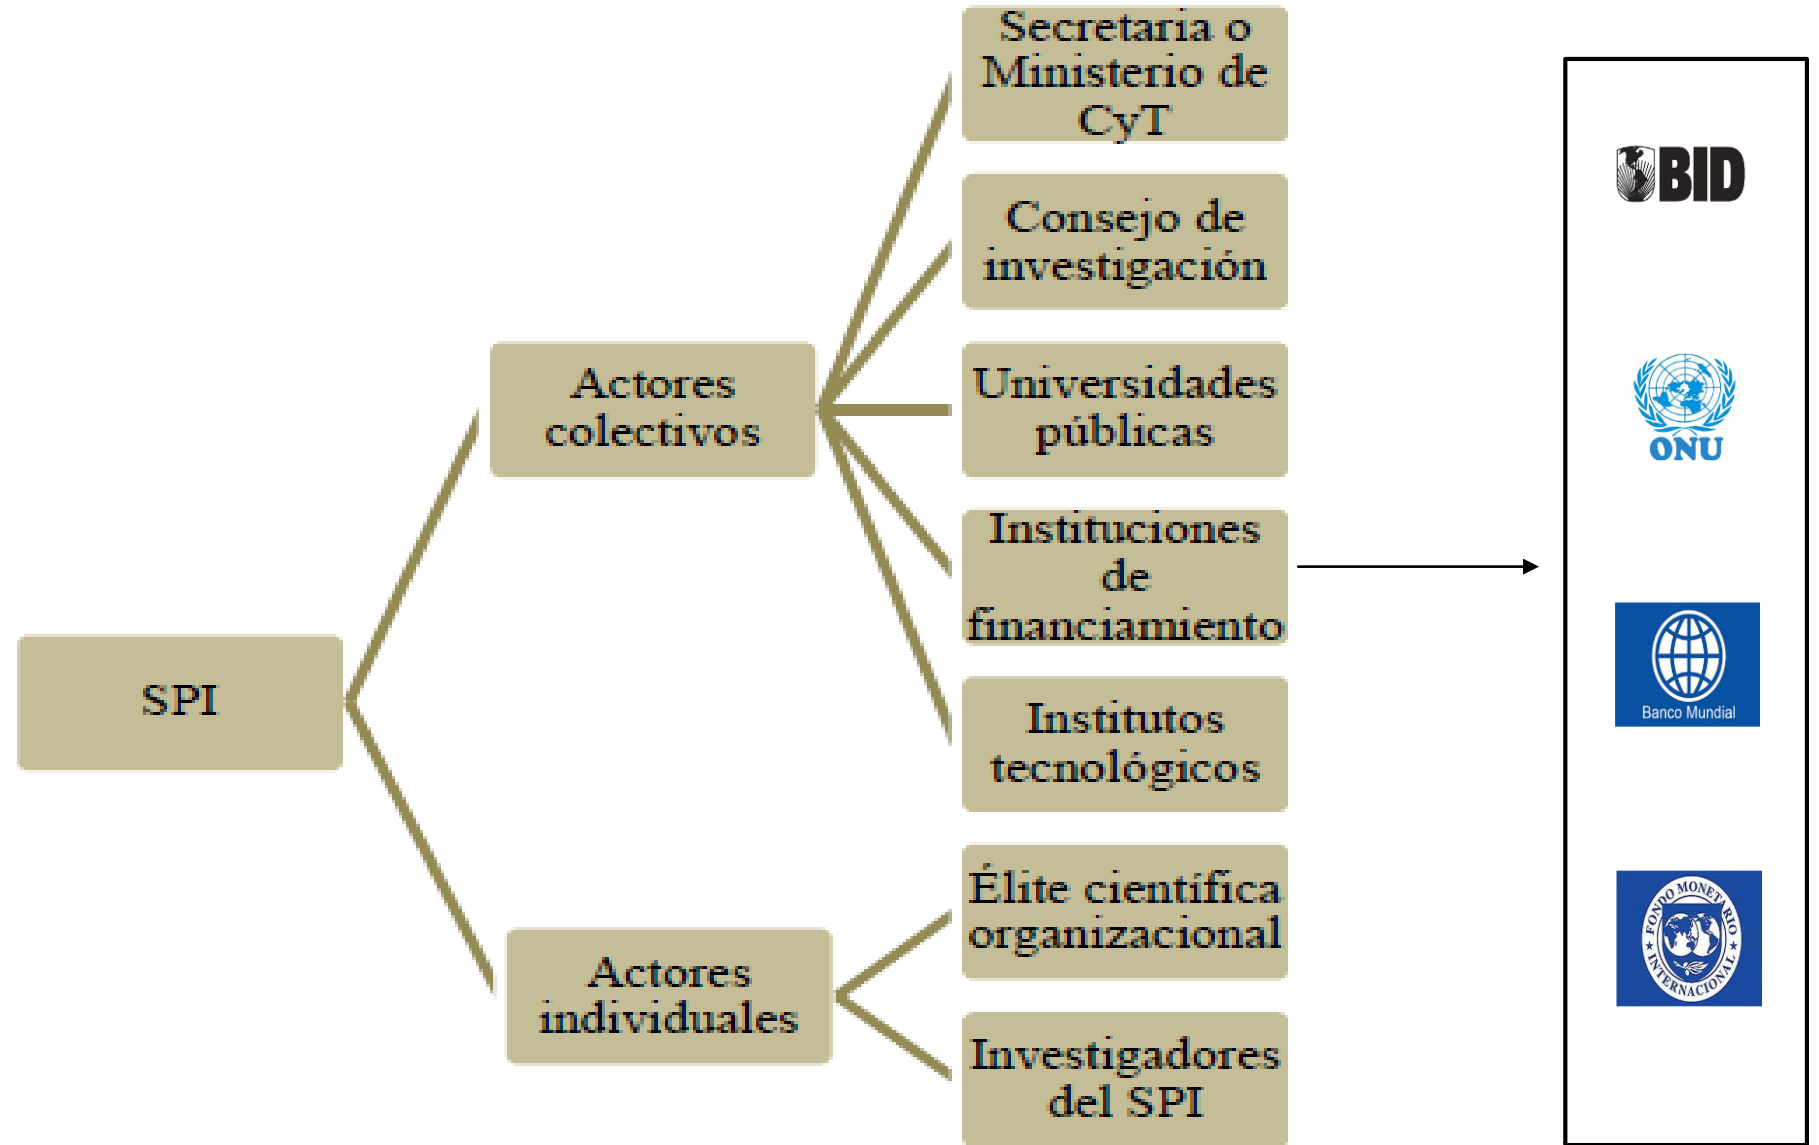 Secretaria o
Ministerio de
CyT
Consejo de
investigación
Actores
colectivos
Universidades
públicas
Instituciones
de
financiamiento
SPI
Institutos
tecnológicos
Élite científica
organizacional
Actores
individuales
Investigadores
del SPI
BID
ONU
Banco Mundial
FONDO MONETARIO
INTERNACIONAL